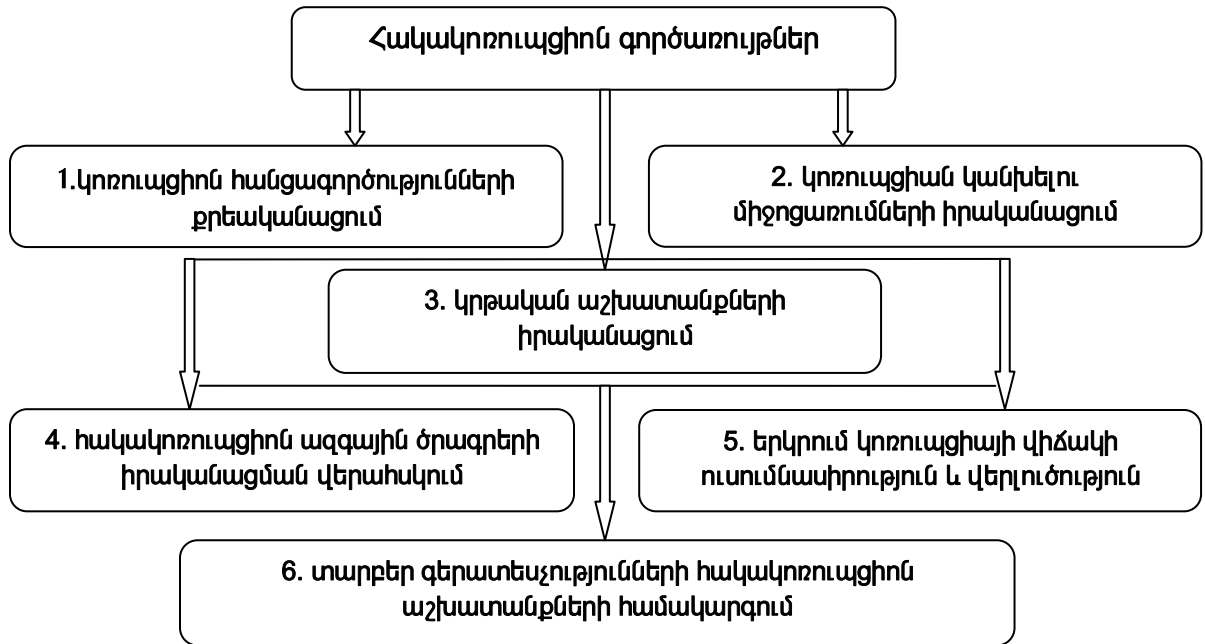 Հակակոռուպցիոն գործառույթներ
1.կոռուպցիոն հանցագործությունների
քրեականացում
2. կոռուպցիան կանխելու
միջոցառումների իրականացում
3. կրթական աշխատանքների
իրականացում
4. հակակոռուպցիոն ազգային ծրագրերի
իրականացման վերահսկում
5. երկրում կոռուպցիայի վիճակի
ուսումնասիրություն և վերլուծություն
6. տարբեր գերատեսչությունների հակակոռուպցիոն
աշխատանքների համակարգում